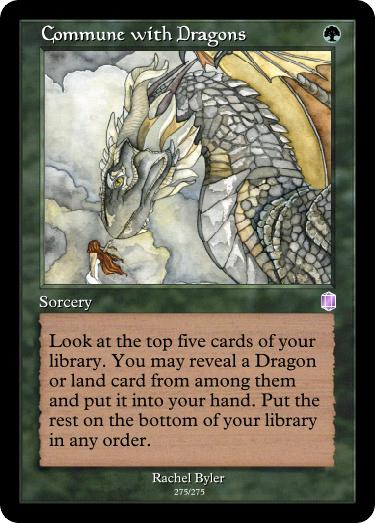 Commune with Dragons
Sorcery
Look at the top five cards of your
library. You may reveal a Dragon
or land card from among them
and put it into your hand. Put the
rest on the bottom of your library
in any order.
Rachel Byler
275/275